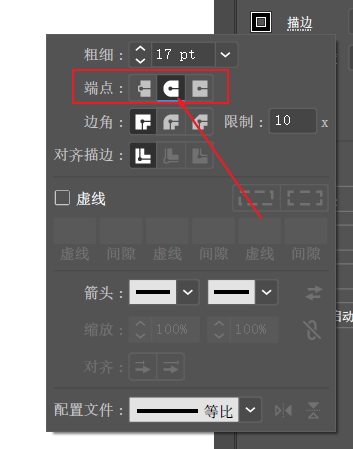 描边
粗细： 17 pt
端点：
边角： 限制： 10 x
对齐描边：
虚线
虚线 间隙 虚线 间隙 虚线 间隙
箭头：
自动
缩放： 100% 100%
对齐：
配置文件： 等比